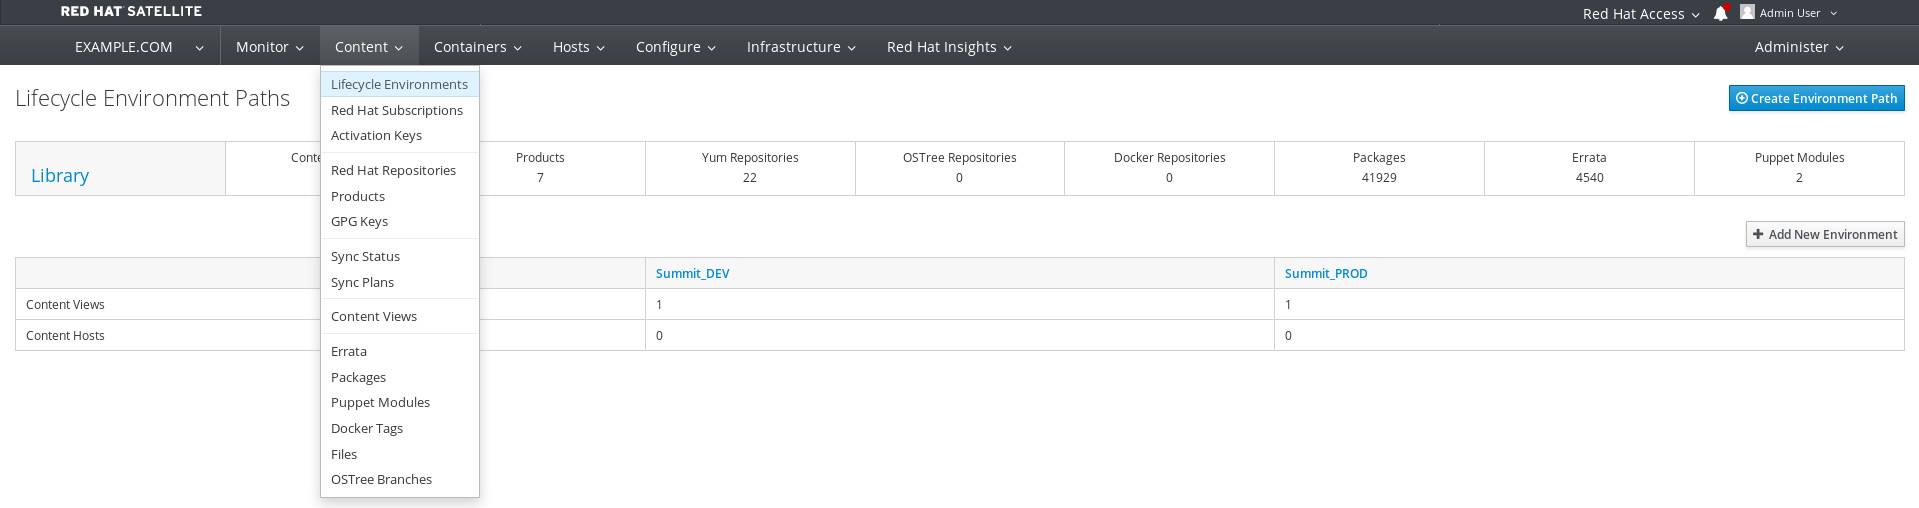 RED HAT SATELLITE
Red Hat Access Admin User
EXAMPLE.COM Monitor Content Containers Hosts Configure Infrastructure Red Hat Insights Administer
Lifecycle Environments
Red Hat Subscriptions
Activation Keys
Red Hat Repositories
Products
GPG Keys
Sync Status
Sync Plans
Content Views
Errata
Packages
Puppet Modules
Docker Tags
Files
OSTree Branches
Lifecycle Environment Paths
Create Environment Path
Library
Products Yum Repositories OSTree Repositories Docker Repositories Packages Errata Puppet Modules
7 22 0 0 41929 4540 2
Add New Environment
Summit_DEV Summit_PROD
Content Views 1 1
Content Hosts 0 0